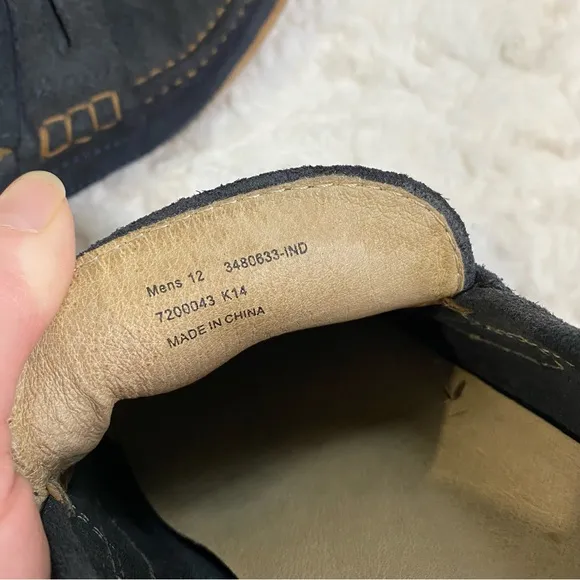 Mens 12 3480633-IND
7200043 K14
MADE IN CHINA